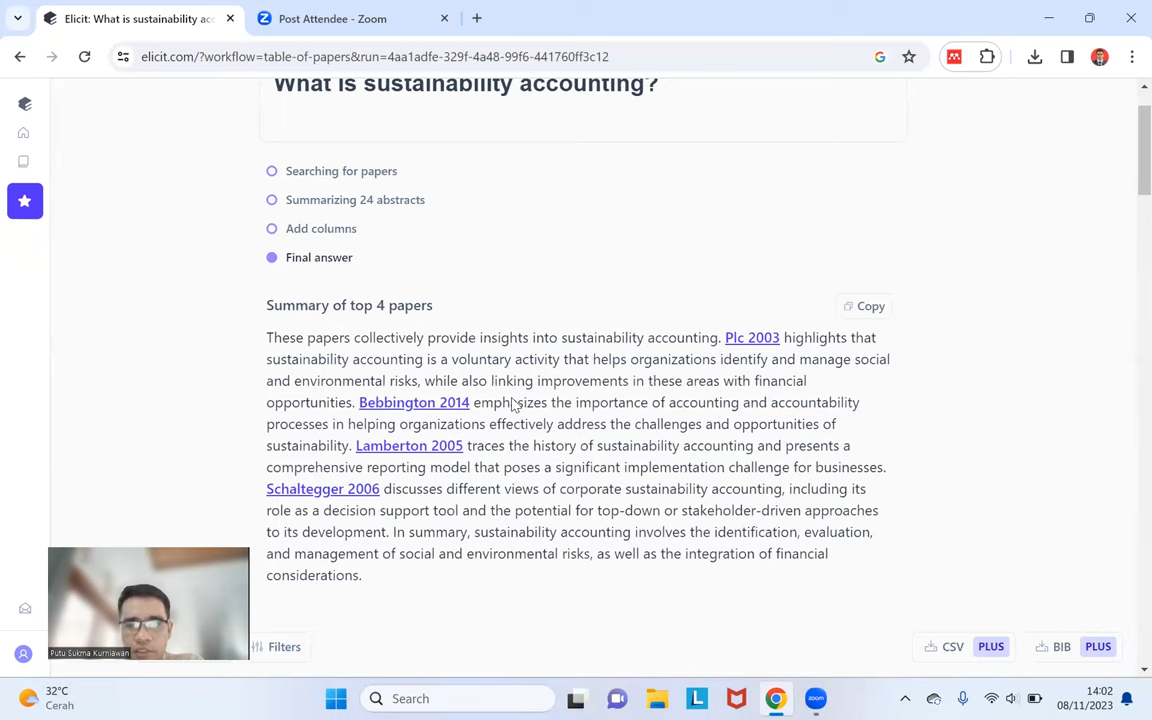 Elicit: What is sustainability acc
Post Attendee - Zoom
elicit.com/?workflow=table-of-papers&run=4aa1adfe-329f-4a48-99f6-441760ff3c12
What is sustainability accounting?
Searching for papers
Summarizing 24 abstracts
Add columns
Final answer
Summary of top 4 papers
Copy
These papers collectively provide insights into sustainability accounting. Plc 2003 highlights that
sustainability accounting is a voluntary activity that helps organizations identify and manage social
and environmental risks, while also linking improvements in these areas with financial
opportunities. Bebbington 2014 emphasizes the importance of accounting and accountability
processes in helping organizations effectively address the challenges and opportunities of
sustainability. Lamberton 2005 traces the history of sustainability accounting and presents a
comprehensive reporting model that poses a significant implementation challenge for businesses.
Schaltegger 2006 discusses different views of corporate sustainability accounting, including its
role as a decision support tool and the potential for top-down or stakeholder-driven approaches
to its development. In summary, sustainability accounting involves the identification, evaluation,
and management of social and environmental risks, as well as the integration of financial
considerations.
Filters
CSV PLUS
BIB PLUS
Putu Sukma Kurniawan
32°C
Cerah
Search
L
zoom
14:02
08/11/2023